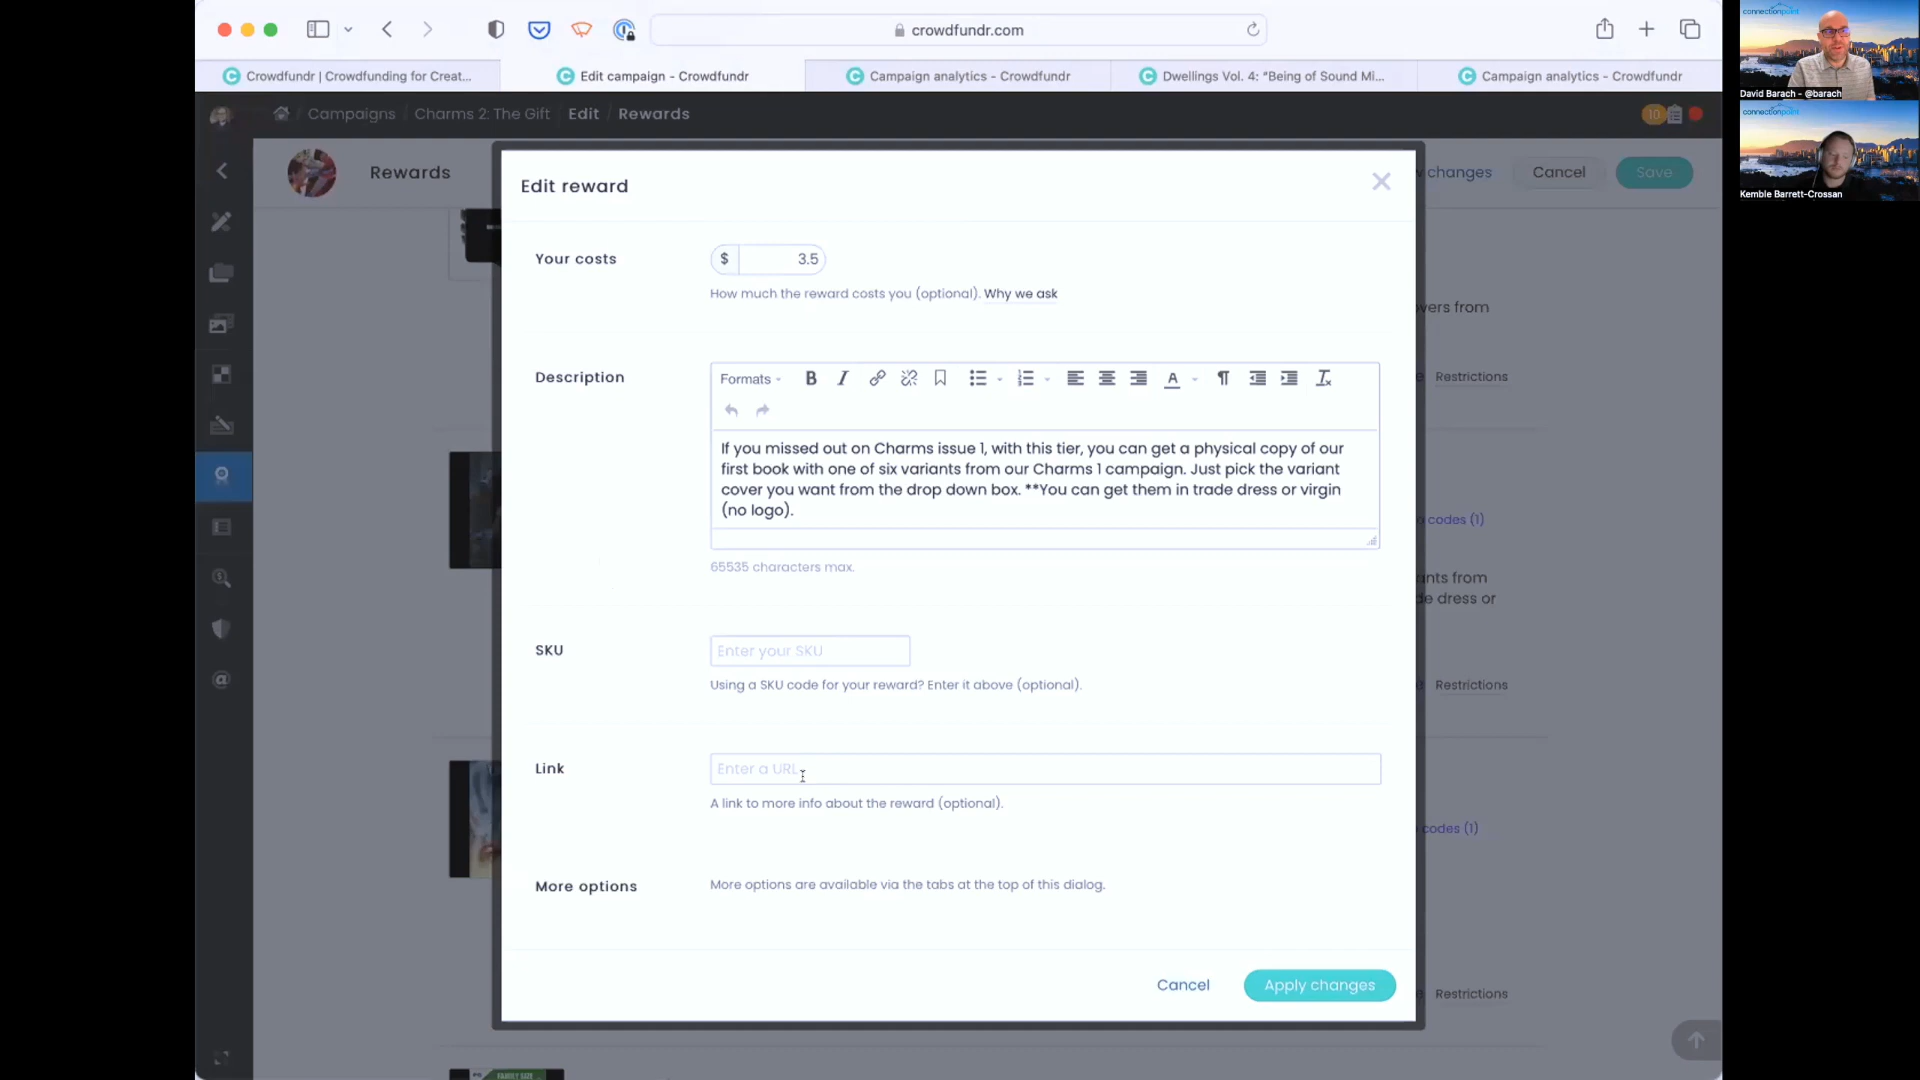 crowdfundr.com
Crowdfundr | Crowdfunding for Creat...
Edit campaign - Crowdfundr
Campaign analytics - Crowdfundr
Dwellings Vol. 4: "Being of Sound Mi...
Campaign analytics - Crowdfundr
Campaigns / Charms 2: The Gift / Edit / Rewards
10
Rewards
changes
Cancel
Save
Edit reward
Your costs
$ 3.5
How much the reward costs you (optional). Why we ask
Description
Formats
If you missed out on Charms issue 1, with this tier, you can get a physical copy of our
first book with one of six variants from our Charms 1 campaign. Just pick the variant
cover you want from the drop down box. **You can get them in trade dress or virgin
(no logo).
65535 characters max.
SKU
Enter your SKU
Using a SKU code for your reward? Enter it above (optional).
Link
Enter a URL
A link to more info about the reward (optional).
More options
More options are available via the tabs at the top of this dialog.
Cancel
Apply changes
vers from
Restrictions
codes (1)
nts from
de dress or
Restrictions
codes (1)
Restrictions
FAMILY SIZE
connectionpoint
David Barach - @barach
connectionpoint
Kemble Barrett-Crossan